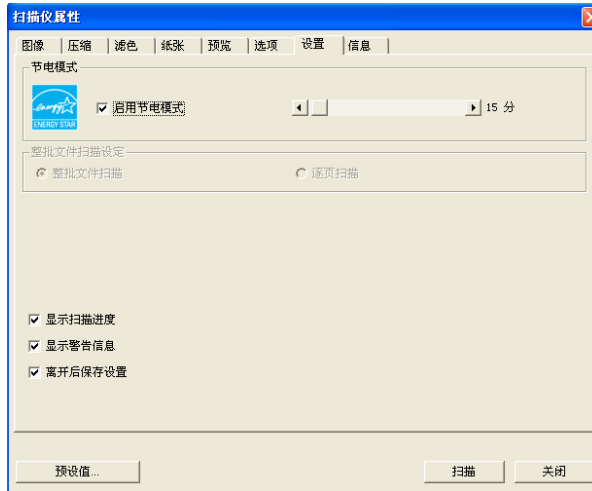 扫描仪属性
图像 压缩 滤色 纸张 预览 选项 设置 信息
节电模式
energy
ENERGY STAR
启用节电模式 15 分
整批文件扫描设定
整批文件扫描 逐页扫描
显示扫描进度
显示警告信息
离开后保存设置
预设值... 扫描 关闭